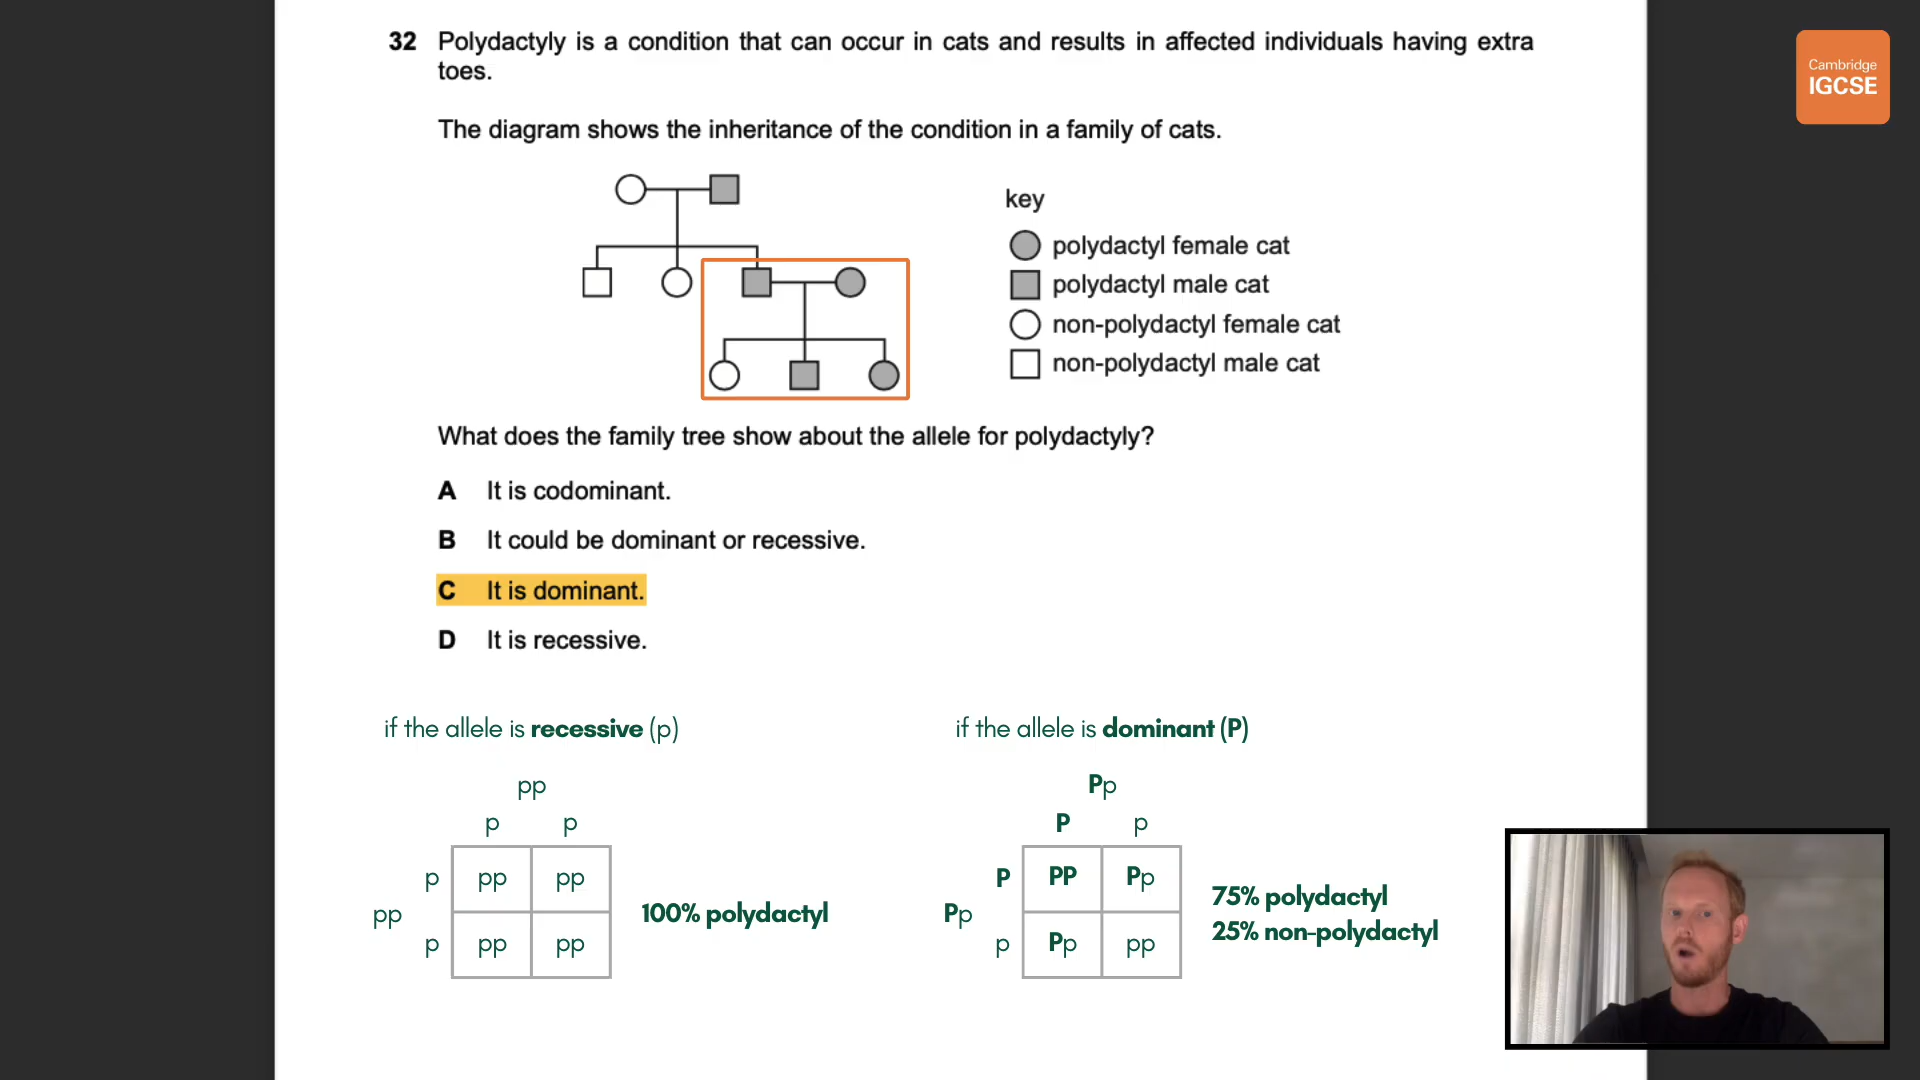 32 Polydactyly is a condition that can occur in cats and results in affected individuals having extra
toes.
Cambridge
IGCSE
The diagram shows the inheritance of the condition in a family of cats.
key
polydactyl female cat
polydactyl male cat
non-polydactyl female cat
non-polydactyl male cat
What does the family tree show about the allele for polydactyly?
A It is codominant.
B It could be dominant or recessive.
C It is dominant.
D It is recessive.
if the allele is recessive (p)
pp
p p
p pp pp
pp
p pp pp
100% polydactyl
if the allele is dominant (P)
Pp
P p
P PP Pp
Pp
p Pp pp
75% polydactyl
25% non-polydactyl